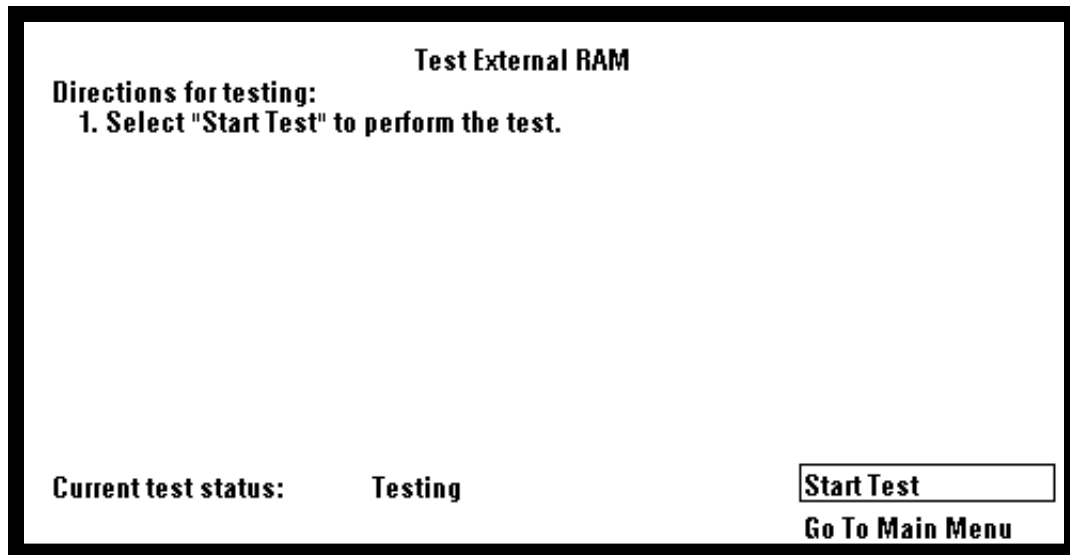 Test External RAM
Directions for testing:
1. Select "Start Test" to perform the test.
Current test status: Testing
Start Test
Go To Main Menu